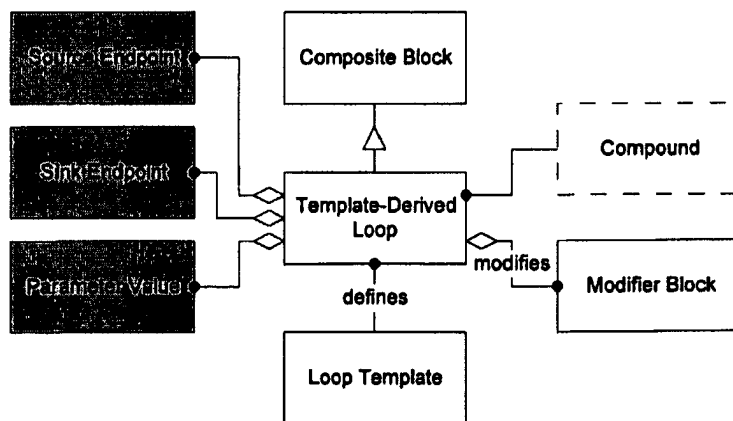 Source Endpoint
Composite Block
Sink Endpoint
Compound
Template-Derived
Loop
Parameter Value
modifies
Modifier Block
defines
Loop Template